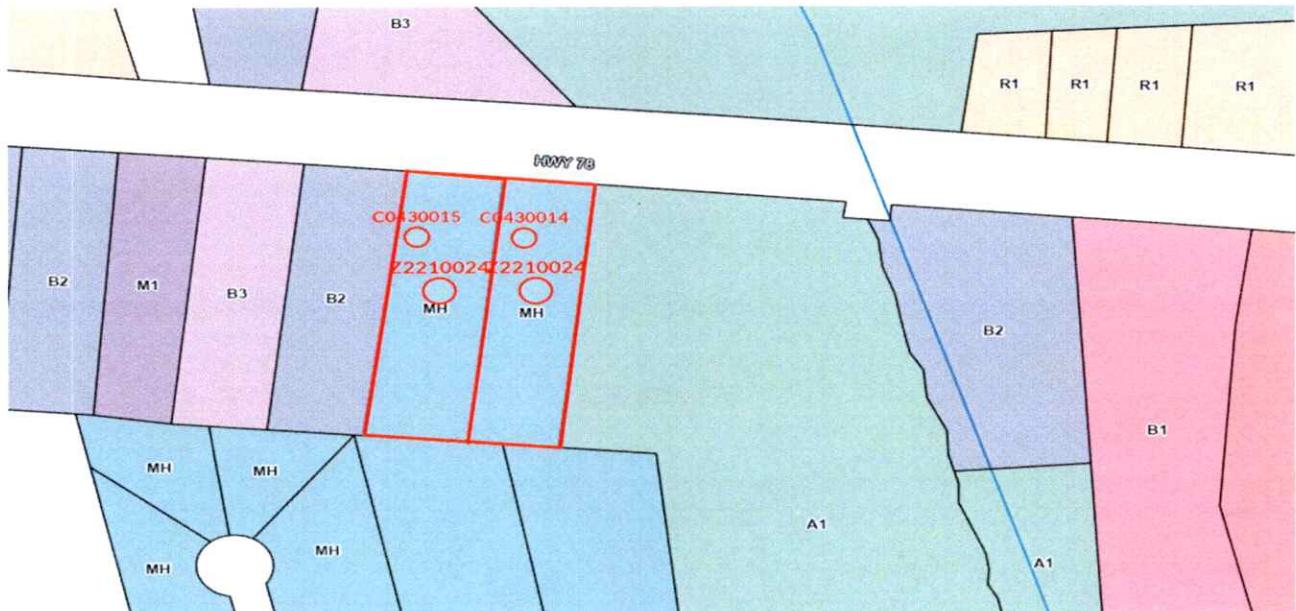 B3
R1 R1 R1 R1
HWY 78
C0430015 C0430014
Z2210024 Z2210024
B2 M1 B3 B2 MH MH B2
B1
MH MH
MH MH A1
A1